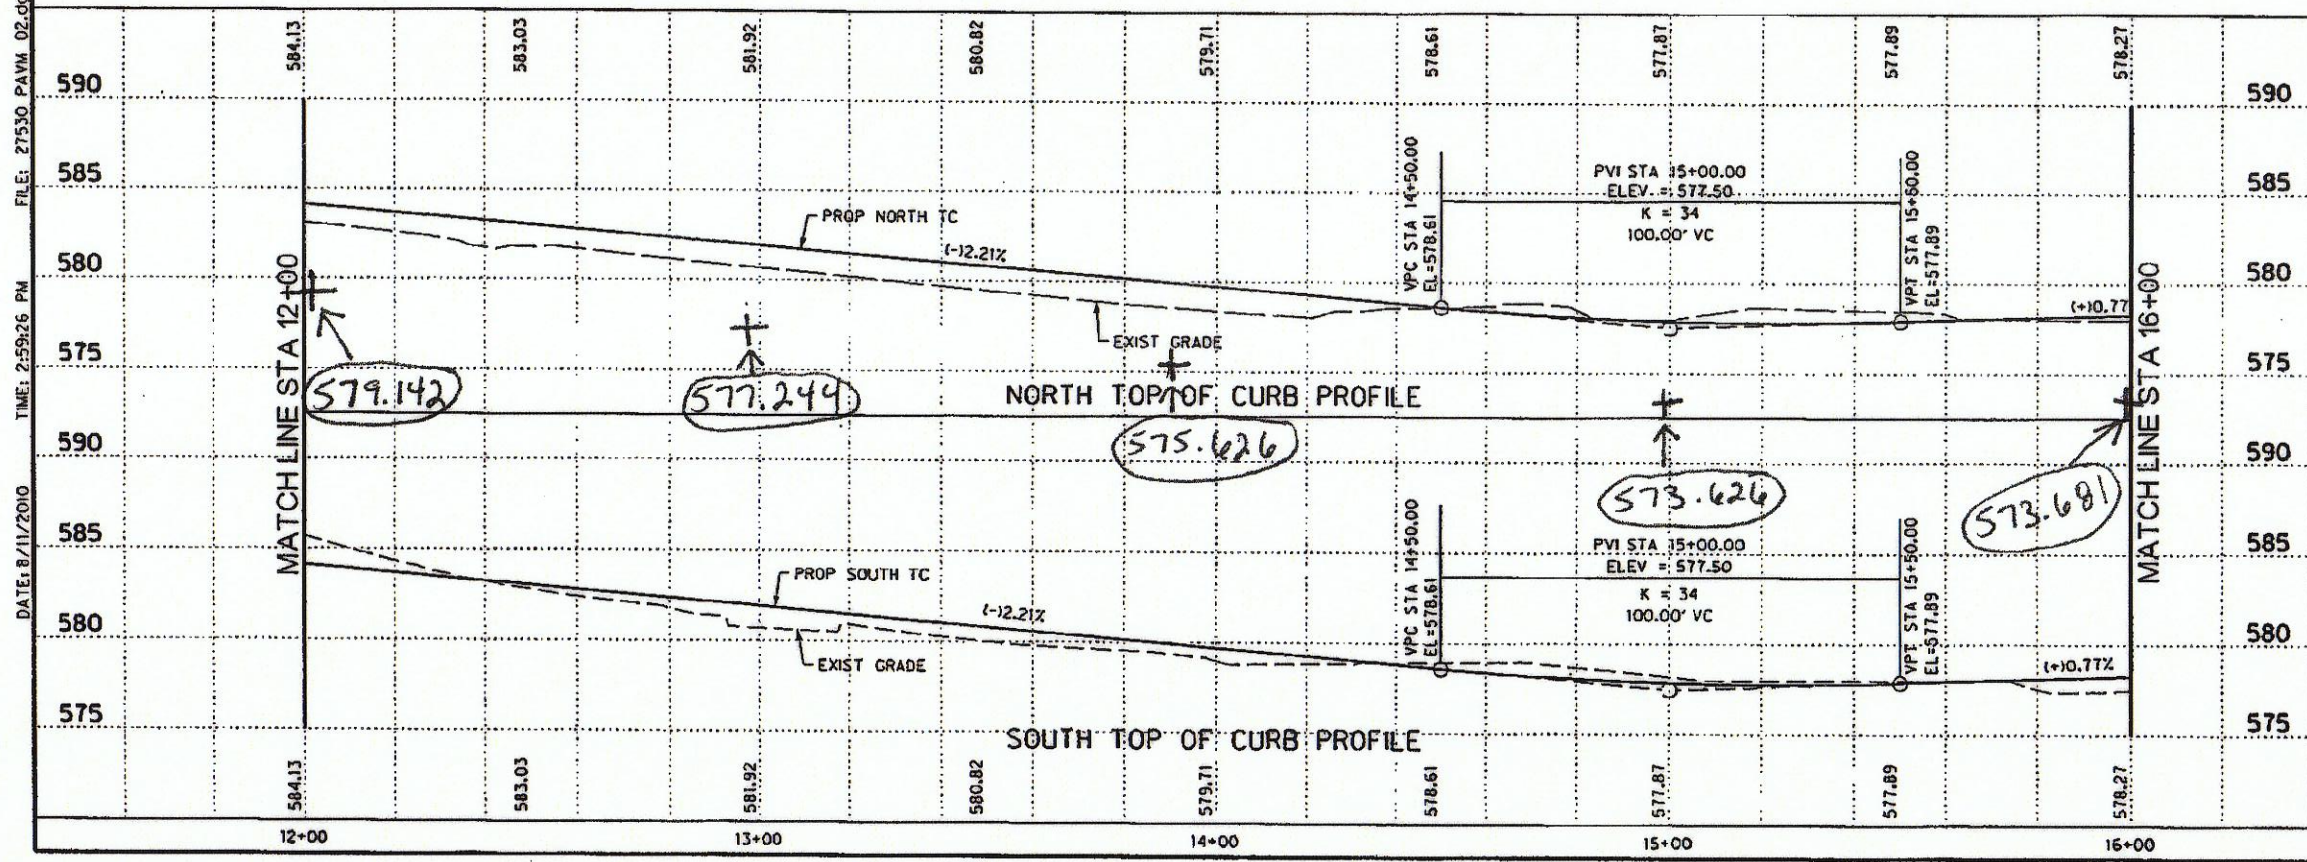 FILE: 27530 PAVM 02.d
TIME: 2:59:26 PM
DATE: 8/11/2010
584.13 583.03 581.92 580.82 579.71 578.61 577.87 577.89 578.27
590 590
585 585
580 580
575 575
MATCH LINE STA 12+00
PROP NORTH TC
(-)2.21%
EXIST GRADE
VPC STA 14+50.00
EL=578.61
PVI STA 15+00.00
ELEV = 577.50
K = 34
100.00' VC
VPT STA 15+50.00
EL=577.89
(+)0.77
MATCH LINE STA 16+00
579.142
577.244
NORTH TOP OF CURB PROFILE
575.626
573.626
573.681
590 590
585 585
580 580
575 575
PROP SOUTH TC
(-)2.21%
EXIST GRADE
VPC STA 14+50.00
EL=578.61
PVI STA 15+00.00
ELEV = 577.50
K = 34
100.00' VC
VPT STA 15+50.00
EL=577.89
(+)0.77%
SOUTH TOP OF CURB PROFILE
584.13 583.03 581.92 580.82 579.71 578.61 577.87 577.89 578.27
12+00 13+00 14+00 15+00 16+00